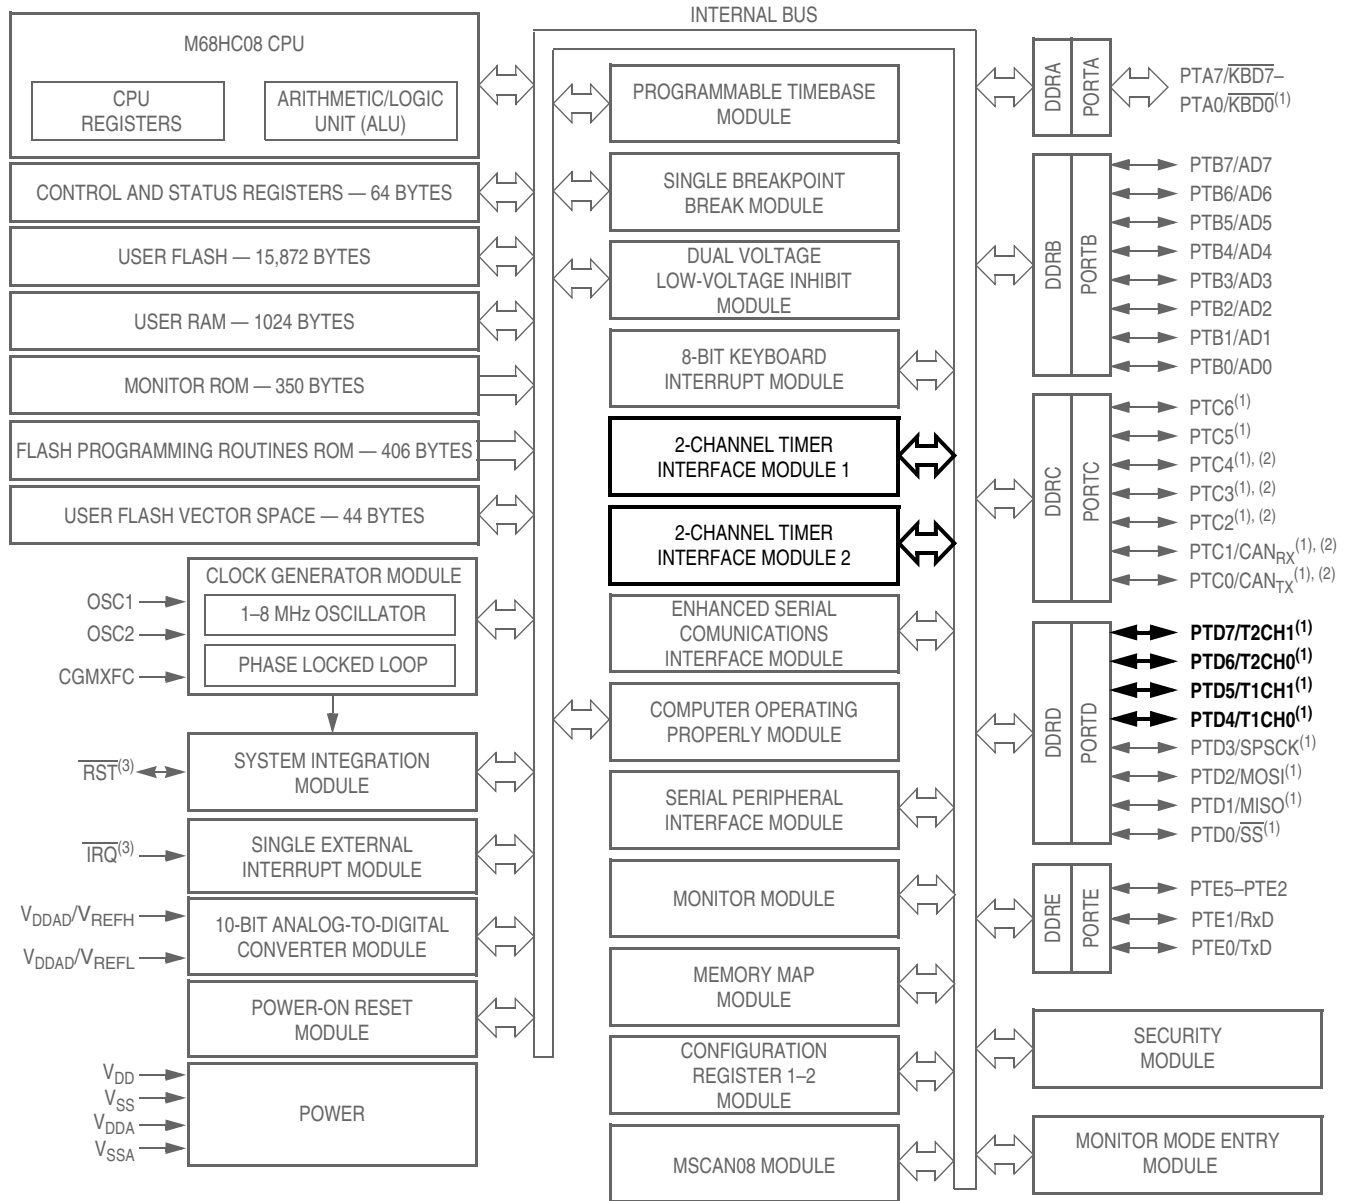 INTERNAL BUS
M68HC08 CPU
CPU
REGISTERS
ARITHMETIC/LOGIC
UNIT (ALU)
CONTROL AND STATUS REGISTERS — 64 BYTES
USER FLASH — 15,872 BYTES
USER RAM — 1024 BYTES
MONITOR ROM — 350 BYTES
FLASH PROGRAMMING ROUTINES ROM — 406 BYTES
USER FLASH VECTOR SPACE — 44 BYTES
CLOCK GENERATOR MODULE
1–8 MHz OSCILLATOR
PHASE LOCKED LOOP
OSC1
OSC2
CGMXFC
SYSTEM INTEGRATION
MODULE
RST(3)
SINGLE EXTERNAL
INTERRUPT MODULE
IRQ(3)
10-BIT ANALOG-TO-DIGITAL
CONVERTER MODULE
VDDAD/VREFH
VDDAD/VREFL
POWER-ON RESET
MODULE
POWER
VDD
VSS
VDDA
VSSA
PROGRAMMABLE TIMEBASE
MODULE
SINGLE BREAKPOINT
BREAK MODULE
DUAL VOLTAGE
LOW-VOLTAGE INHIBIT
MODULE
8-BIT KEYBOARD
INTERRUPT MODULE
2-CHANNEL TIMER
INTERFACE MODULE 1
2-CHANNEL TIMER
INTERFACE MODULE 2
ENHANCED SERIAL
COMUNICATIONS
INTERFACE MODULE
COMPUTER OPERATING
PROPERLY MODULE
SERIAL PERIPHERAL
INTERFACE MODULE
MONITOR MODULE
MEMORY MAP
MODULE
CONFIGURATION
REGISTER 1–2
MODULE
MSCAN08 MODULE
DDRA
PORTA
PTA7/KBD7–
PTA0/KBD0(1)
DDRB
PORTB
PTB7/AD7
PTB6/AD6
PTB5/AD5
PTB4/AD4
PTB3/AD3
PTB2/AD2
PTB1/AD1
PTB0/AD0
DDRC
PORTC
PTC6(1)
PTC5(1)
PTC4(1), (2)
PTC3(1), (2)
PTC2(1), (2)
PTC1/CANRX(1), (2)
PTC0/CANTX(1), (2)
DDRD
PORTD
PTD7/T2CH1(1)
PTD6/T2CH0(1)
PTD5/T1CH1(1)
PTD4/T1CH0(1)
PTD3/SPSCK(1)
PTD2/MOSI(1)
PTD1/MISO(1)
PTD0/SS(1)
DDRE
PORTE
PTE5–PTE2
PTE1/RxD
PTE0/TxD
SECURITY
MODULE
MONITOR MODE ENTRY
MODULE